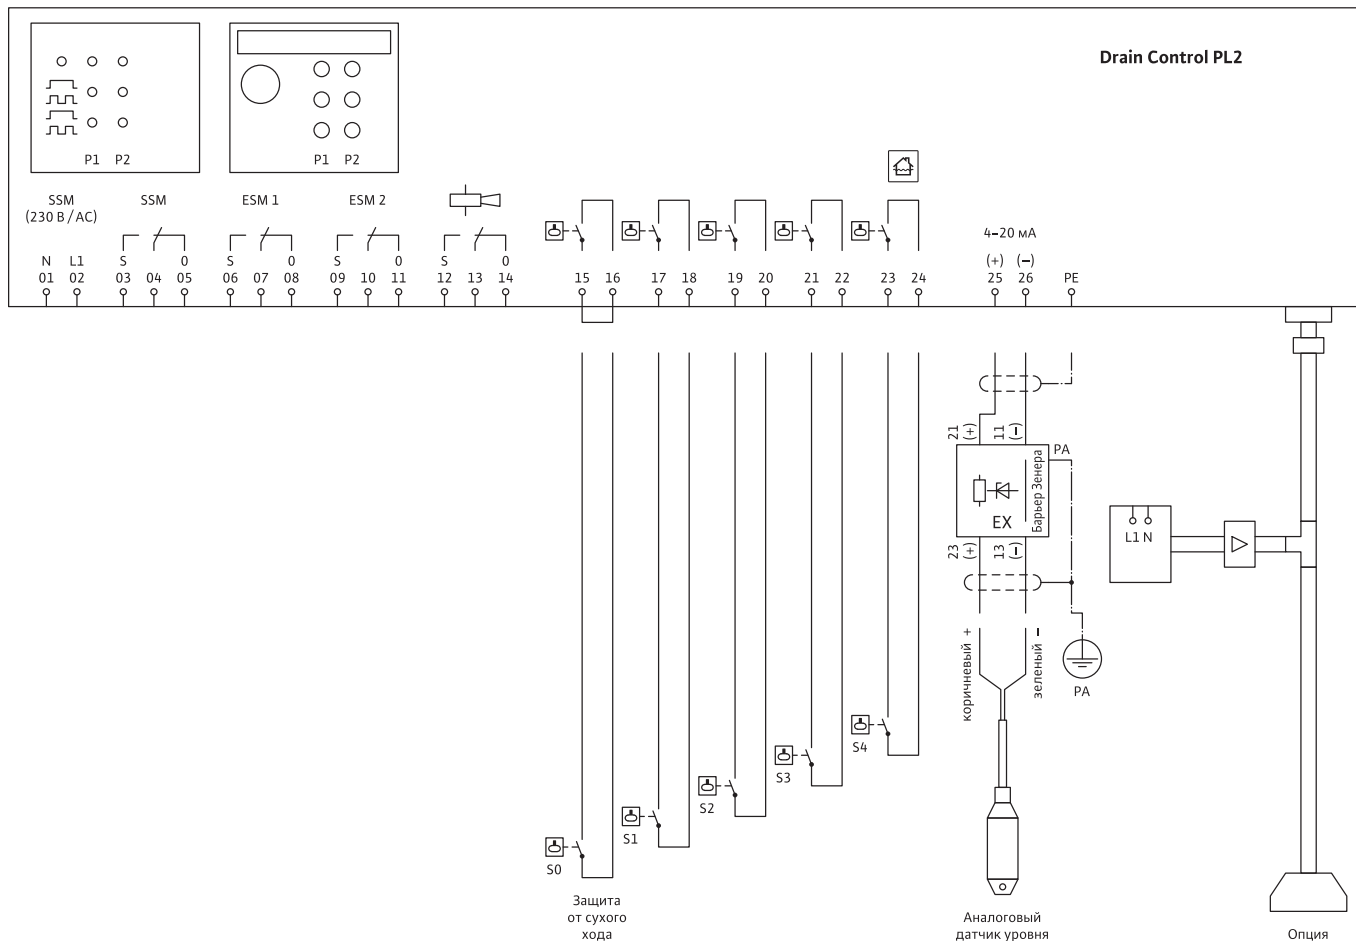 Drain Control PL2
P1 P2
P1 P2
SSM
(230 В / AC)
SSM
ESM 1
ESM 2
4–20 мА
S 0 S 0 S 0 S 0
N L1 (+) (–)
01 02 03 04 05 06 07 08 09 10 11 12 13 14 15 16 17 18 19 20 21 22 23 24 25 26 PE
21 (+)
11 (–)
PA
Барьер Зенера
EX
23 (+)
13 (–)
L1 N
коричневый +
зеленый –
PA
S4
S3
S2
S1
S0
Защита
от сухого
хода
Аналоговый
датчик уровня
Опция